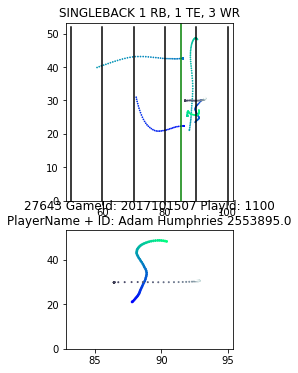 SINGLEBACK 1 RB, 1 TE, 3 WR
50
40
30
20
10
0
60 80 100
27643 GameId: 2017101507 PlayId: 1100
PlayerName + ID: Adam Humphries 2553895.0
40
20
0
85 90 95